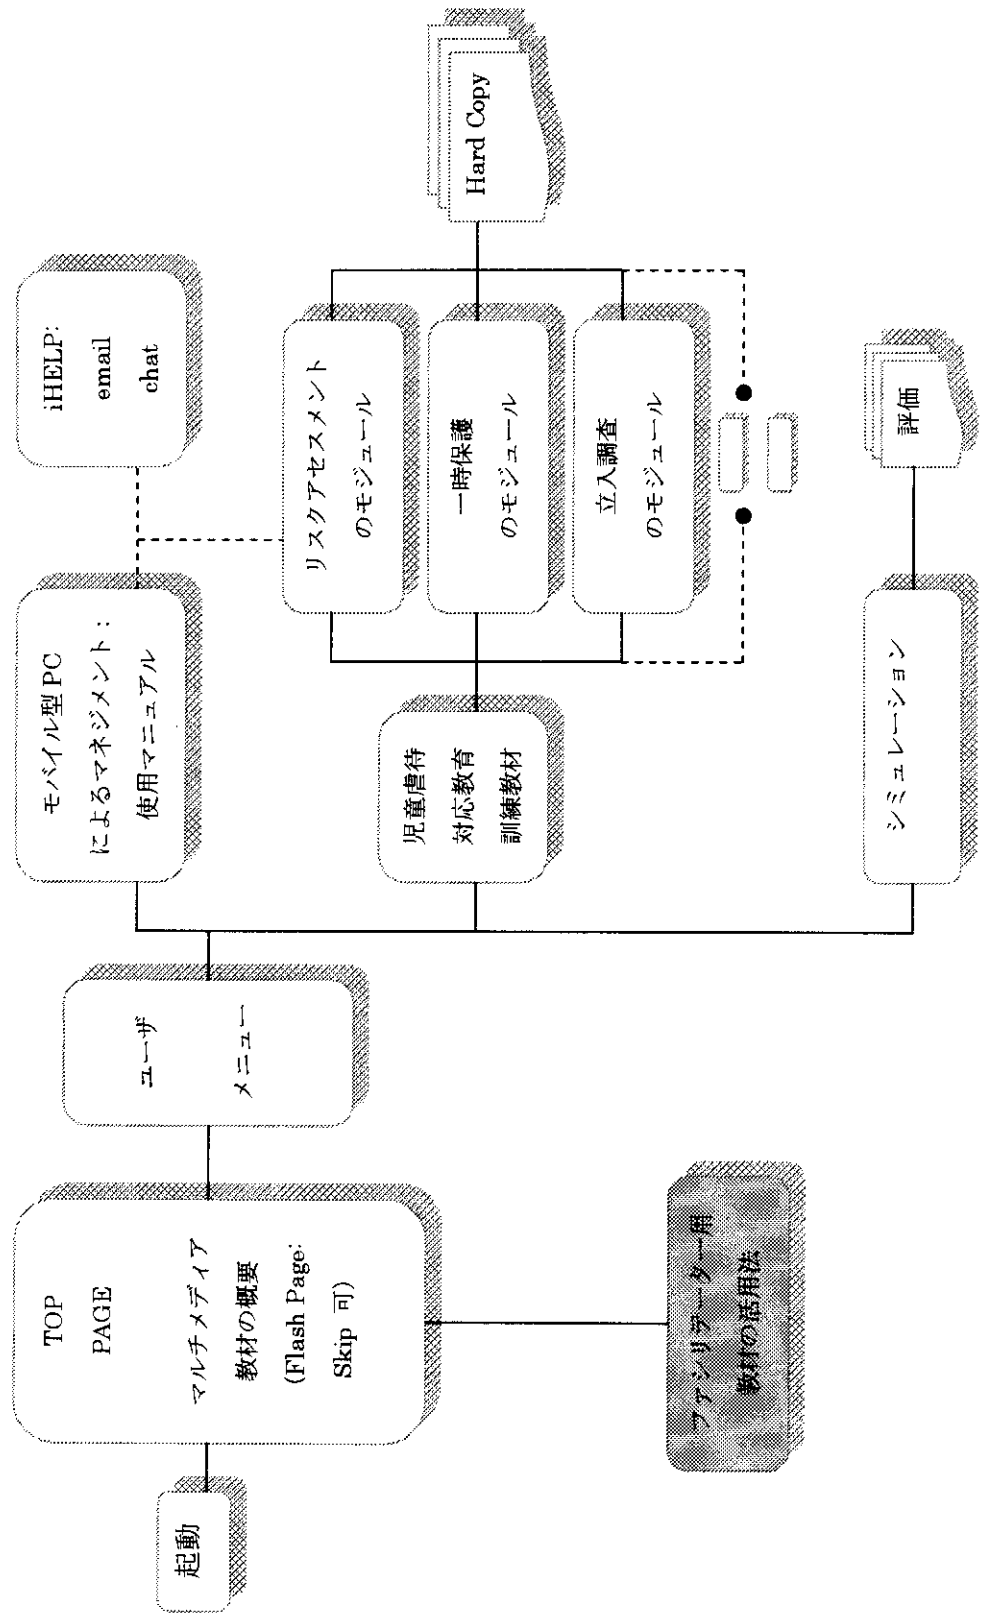 起動
TOP
PAGE
マルチメディア
教材の概要
(Flash Page:
Skip 可)
ファシリテーター用
教材の活用法
ユーザ
メニュー
モバイル型 PC
によるマネジメント：
使用マニュアル
iHELP:
email
chat
児童虐待
対応教育
訓練教材
リスクアセスメント
のモジュール
一時保護
のモジュール
立入調査
のモジュール
Hard Copy
シミュレーション
評価